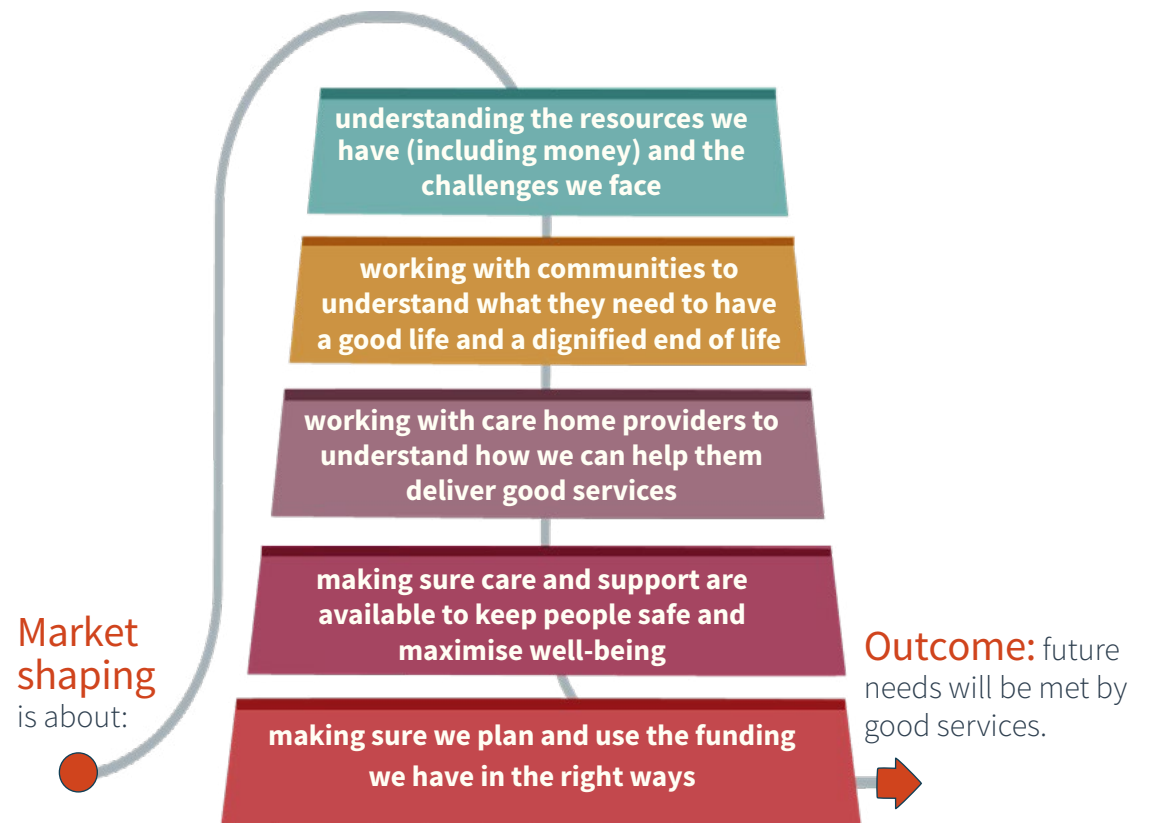 Market
shaping
is about:
understanding the resources we
have (including money) and the
challenges we face
working with communities to
understand what they need to have
a good life and a dignified end of life
working with care home providers to
understand how we can help them
deliver good services
making sure care and support are
available to keep people safe and
maximise well-being
making sure we plan and use the funding
we have in the right ways
Outcome: future
needs will be met by
good services.